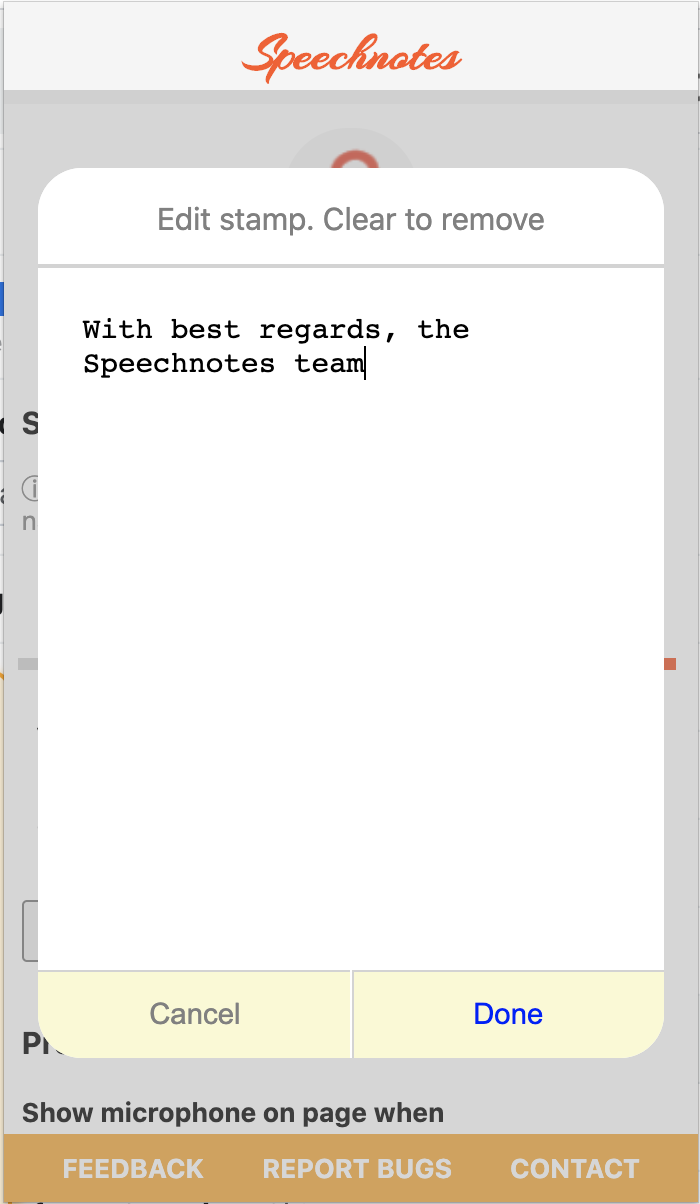 Speechnotes
Edit stamp. Clear to remove
With best regards, the
Speechnotes team
Cancel
Done
Show microphone on page when
FEEDBACK
REPORT BUGS
CONTACT